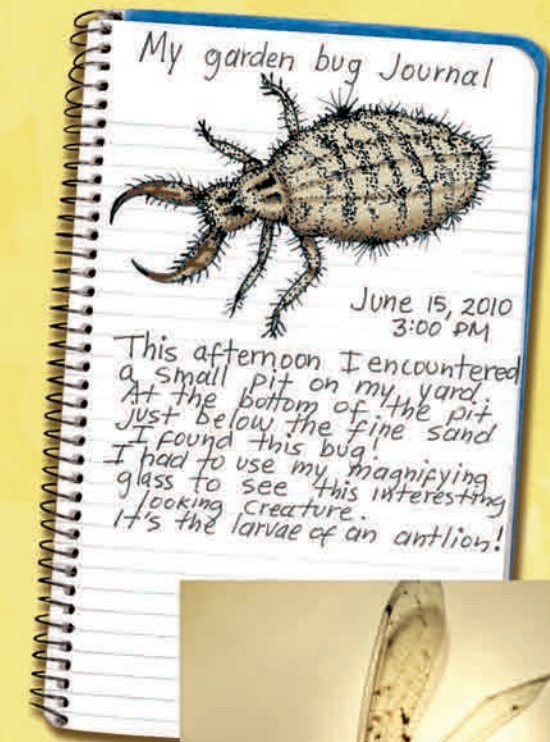 My garden bug Journal
June 15, 2010
3:00 PM
This afternoon I encountered
a small pit on my yard.
At the bottom of the pit
just below the fine sand
I found this bug!
I had to use my magnifying
glass to see this interesting
looking creature.
It's the larvae of an antlion!